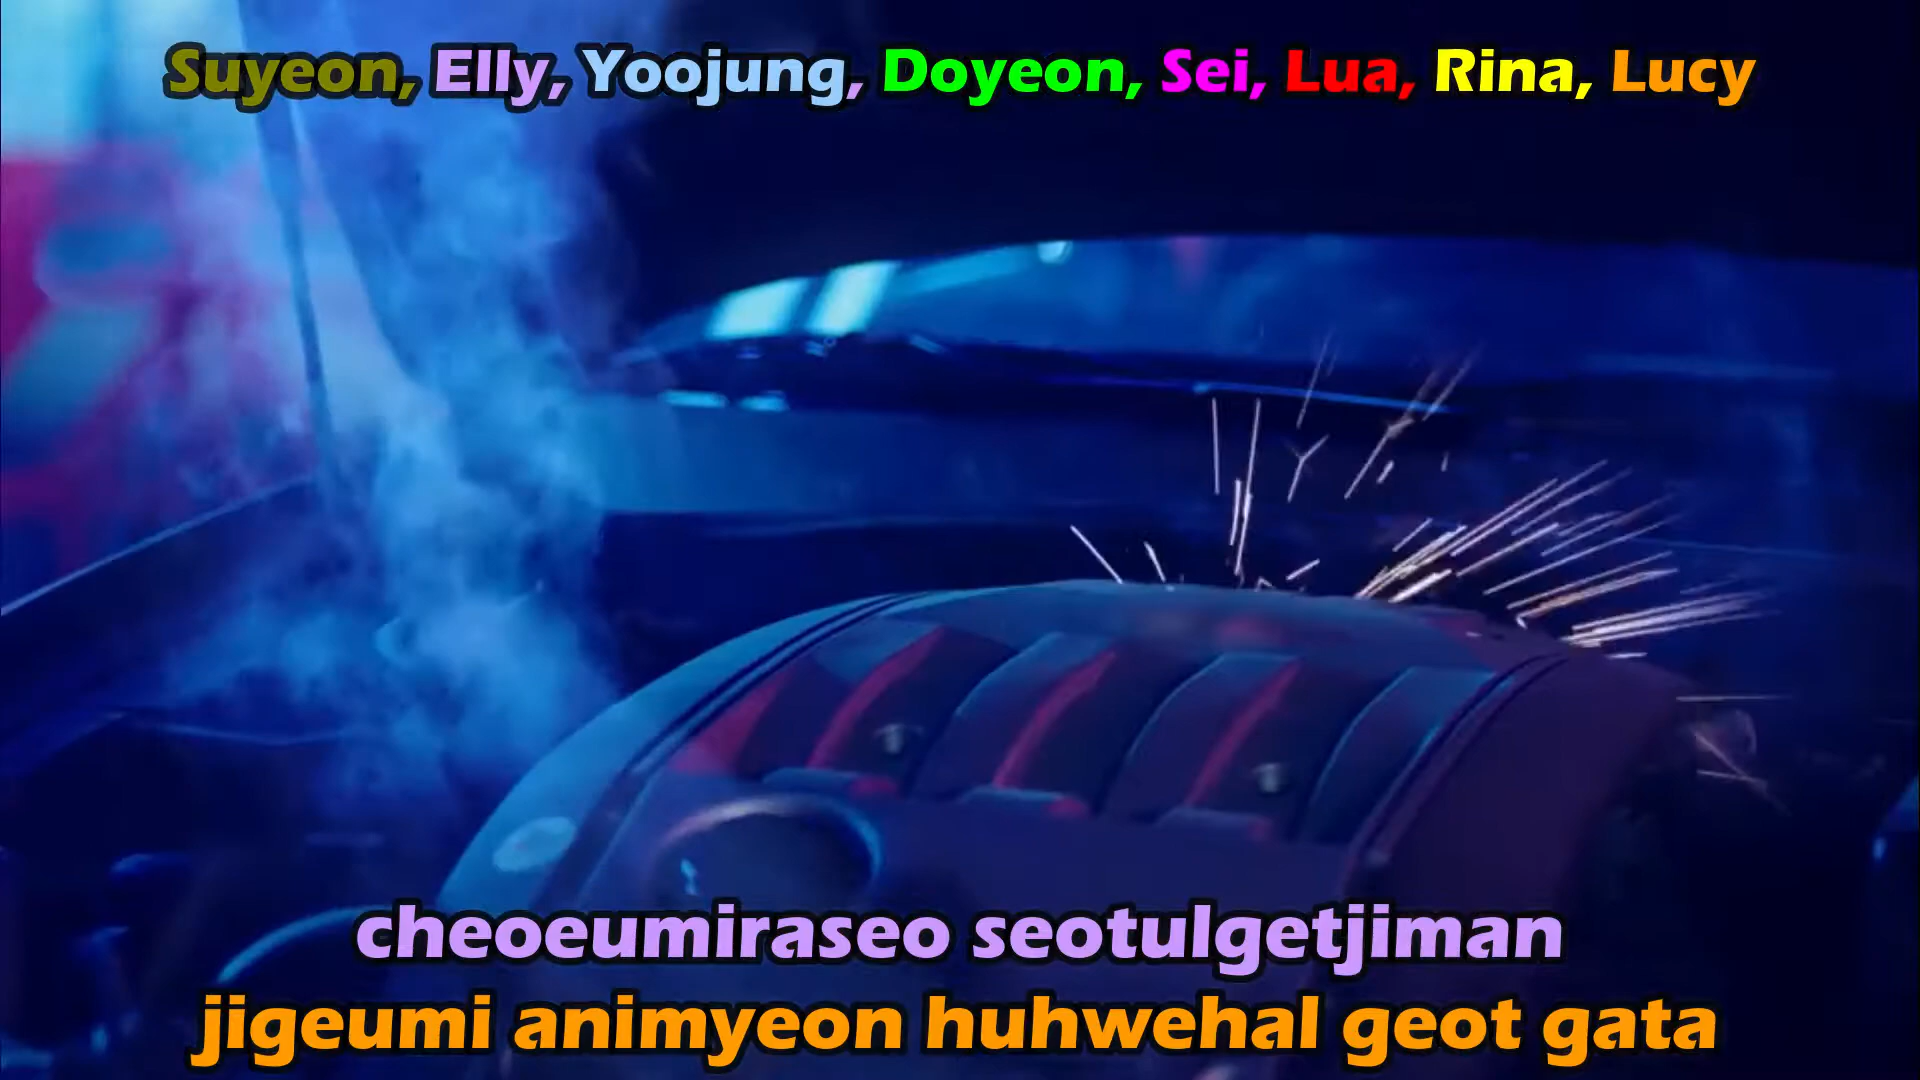 Suyeon, Elly, Yoojung, Doyeon, Sei, Lua, Rina, Lucy
cheoeumiraseo seotulgetjiman
jigeumi animyeon huhwehal geot gata